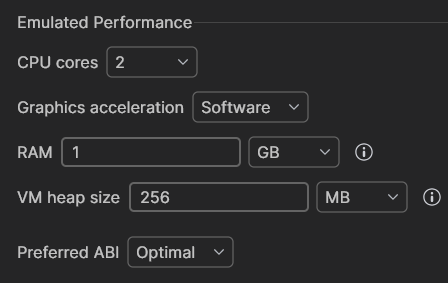 Emulated Performance
CPU cores 2
Graphics acceleration Software
RAM 1 GB
VM heap size 256 MB
Preferred ABI Optimal